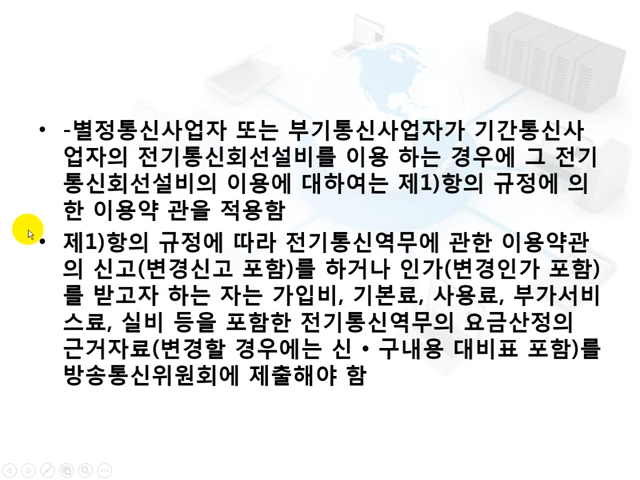 • -별정통신사업자 또는 부기통신사업자가 기간통신사
업자의 전기통신회선설비를 이용 하는 경우에 그 전기
통신회선설비의 이용에 대하여는 제1)항의 규정에 의
한 이용약 관을 적용함
• 제1)항의 규정에 따라 전기통신역무에 관한 이용약관
의 신고(변경신고 포함)를 하거나 인가(변경인가 포함)
를 받고자 하는 자는 가입비, 기본료, 사용료, 부가서비
스료, 실비 등을 포함한 전기통신역무의 요금산정의
근거자료(변경할 경우에는 신 • 구내용 대비표 포함)를
방송통신위원회에 제출해야 함